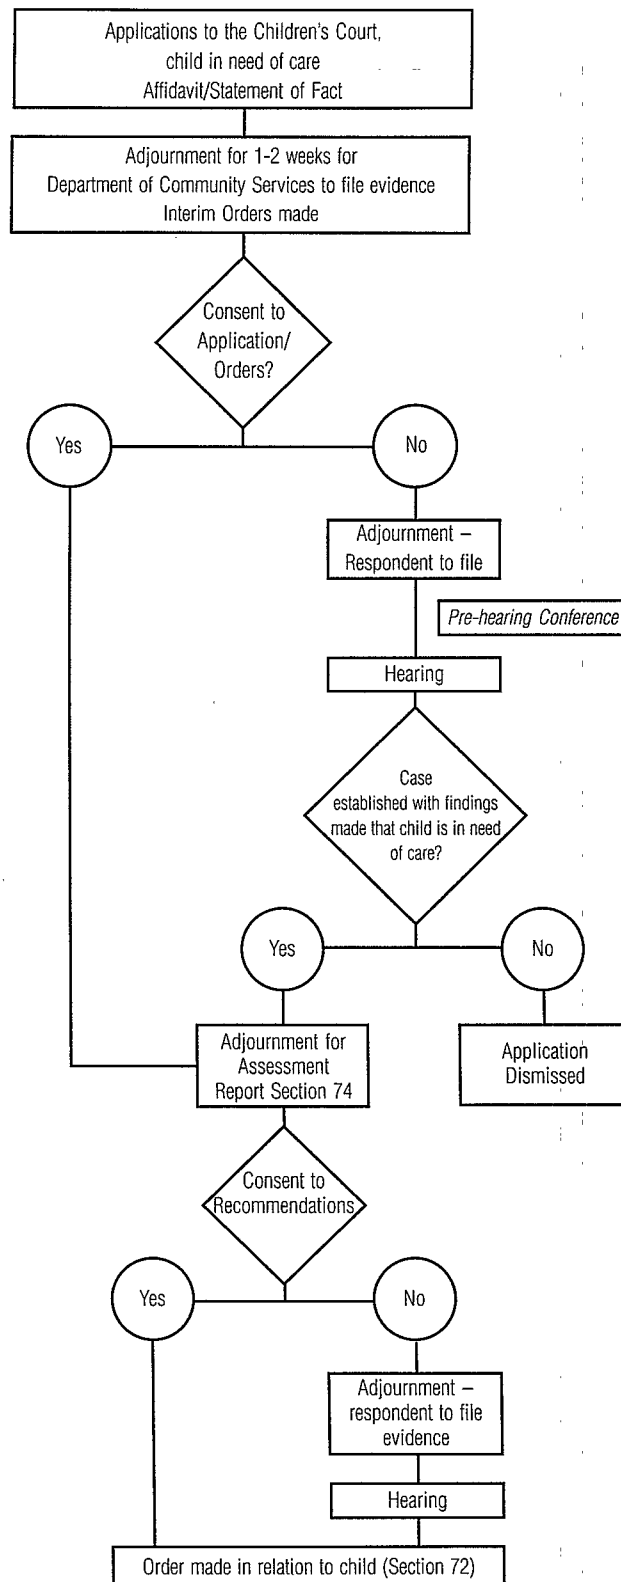 Applications to the Children's Court,
child in need of care
Affidavit/Statement of Fact
Adjournment for 1-2 weeks for
Department of Community Services to file evidence
Interim Orders made
Consent to
Application/
Orders?
Yes
No
Adjournment –
Respondent to file
Pre-hearing Conference
Hearing
Case
established with findings
made that child is in need
of care?
Yes
No
Adjournment for
Assessment
Report Section 74
Application
Dismissed
Consent to
Recommendations
Yes
No
Adjournment –
respondent to file
evidence
Hearing
Order made in relation to child (Section 72)